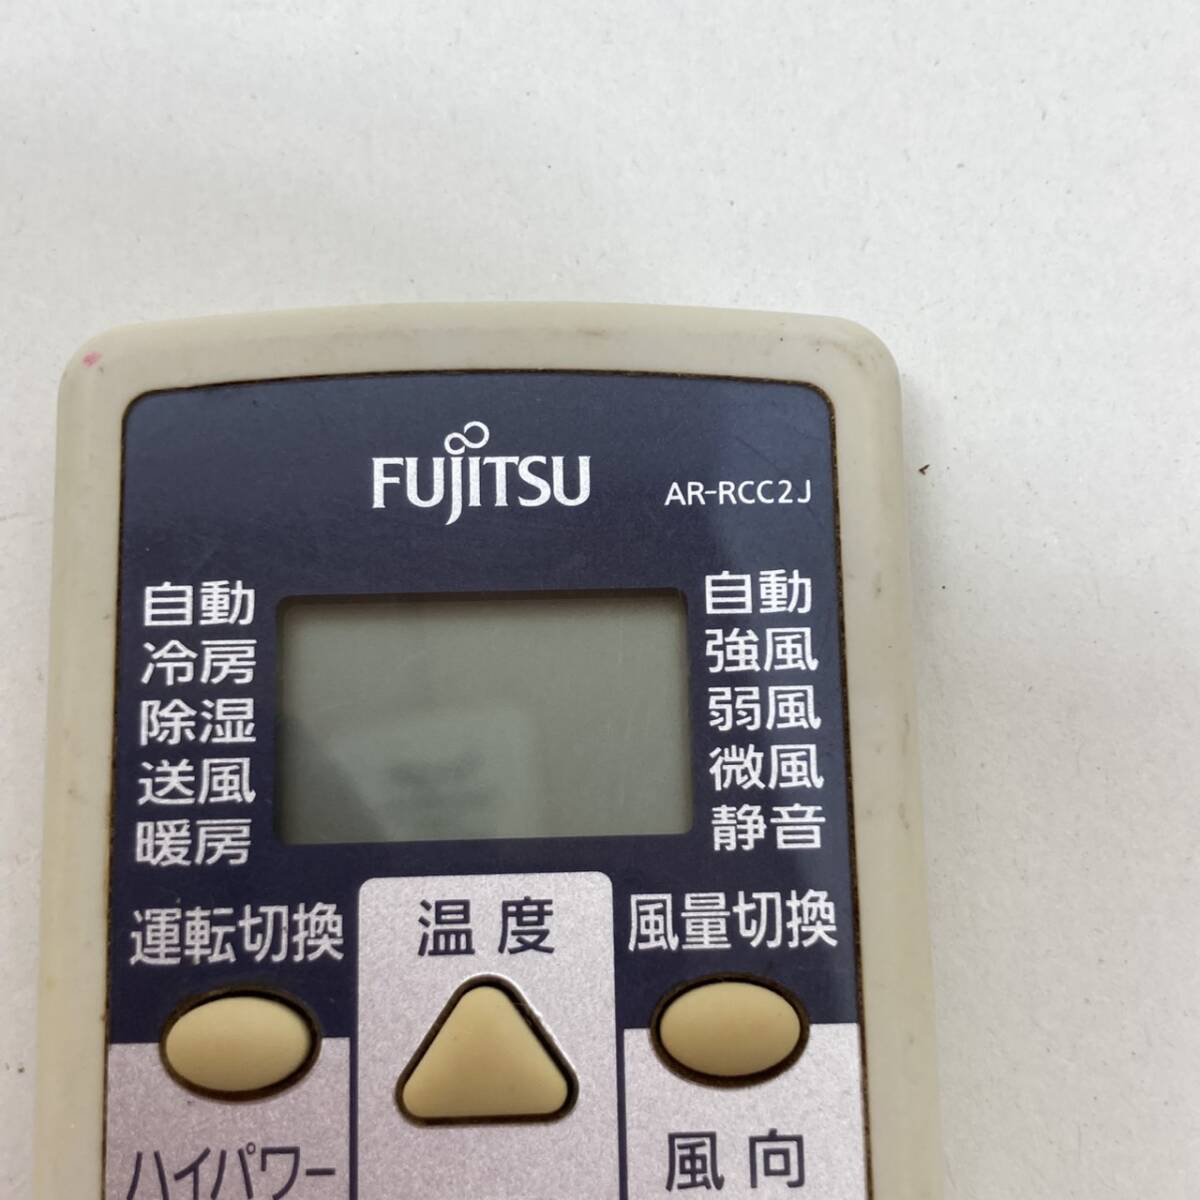 FUJITSU
AR-RCC2J
自動
冷房
除湿
送風
暖房
自動
強風
弱風
微風
静音
運転切換
温度
風量切換
ハイパワー
風向